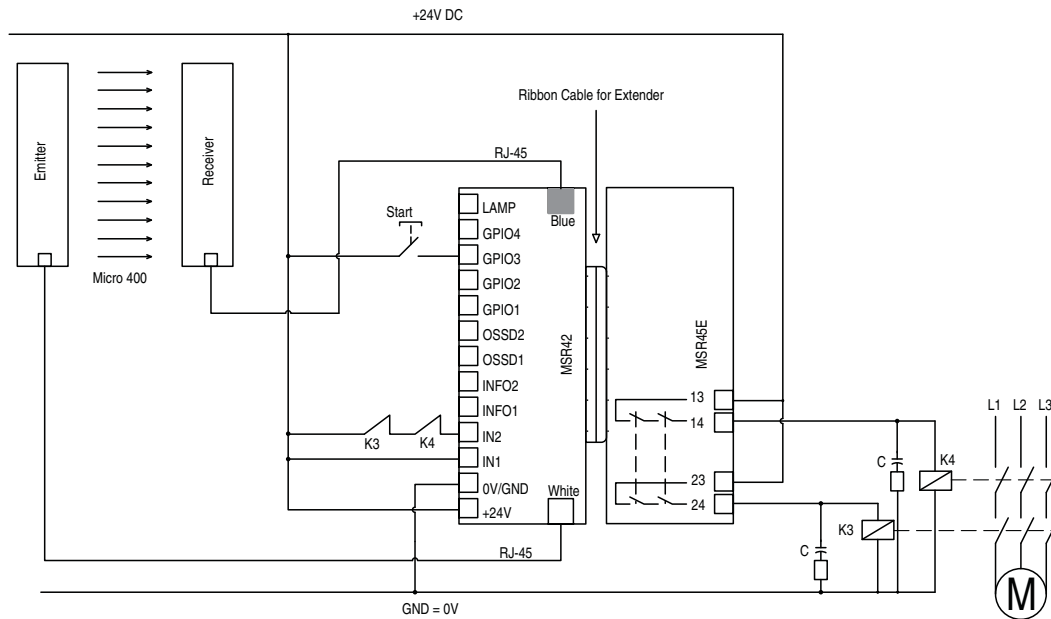 +24V DC
Emitter
Micro 400
Receiver
RJ-45
Ribbon Cable for Extender
Start
LAMP
GPIO4
GPIO3
GPIO2
GPIO1
OSSD2
OSSD1
INFO2
INFO1
IN2
IN1
0V/GND
+24V
Blue
MSR42
White
K3
K4
RJ-45
MSR45E
13
14
23
24
C
K4
C
K3
L1
L2
L3
M
GND = 0V